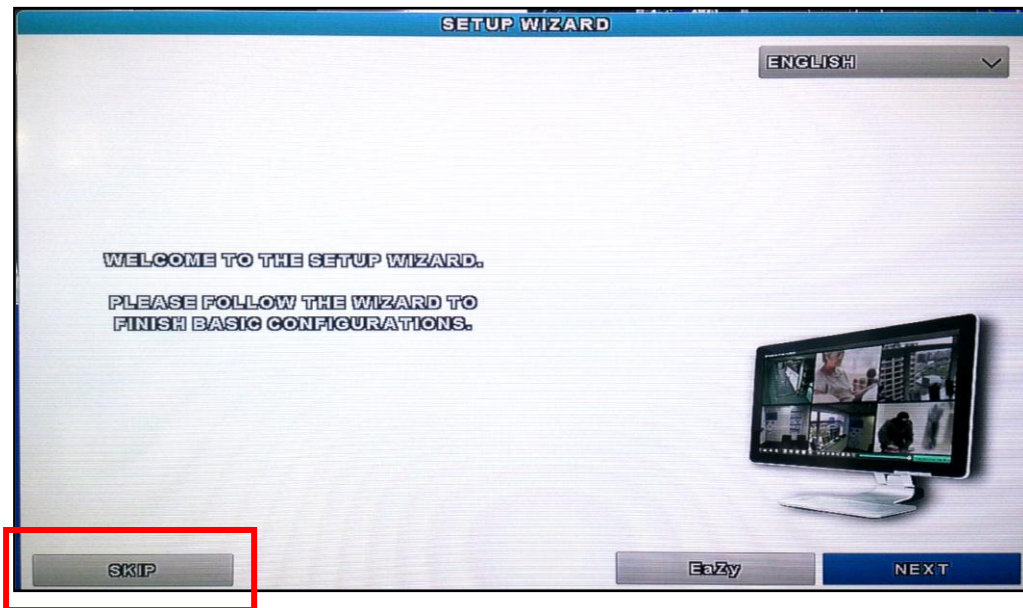 SETUP WIZARD
ENGLISH
WELCOME TO THE SETUP WIZARD.
PLEASE FOLLOW THE WIZARD TO
FINISH BASIC CONFIGURATIONS.
SKIP
EaZy
NEXT